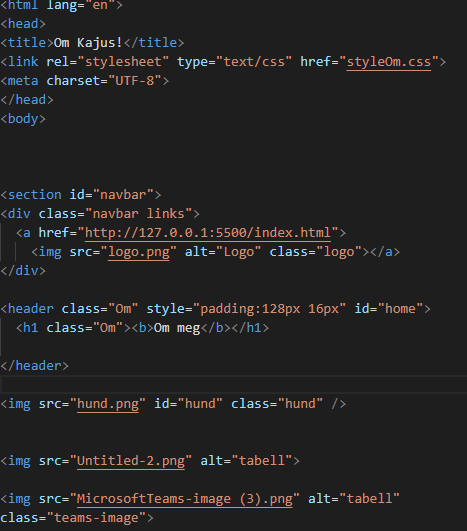 <html lang="en">
<head>
<title>Om Kajus!</title>
<link rel="stylesheet" type="text/css" href="styleOm.css">
<meta charset="UTF-8">
</head>
<body>
<section id="navbar">
<div class="navbar links">
<a href="http://127.0.0.1:5500/index.html">
<img src="logo.png" alt="Logo" class="logo"></a>
</div>
<header class="Om" style="padding:128px 16px" id="home">
<h1 class="Om"><b>Om meg</b></h1>
</header>
<img src="hund.png" id="hund" class="hund" />
<img src="Untitled-2.png" alt="tabell">
<img src="MicrosoftTeams-image (3).png" alt="tabell"
class="teams-image">